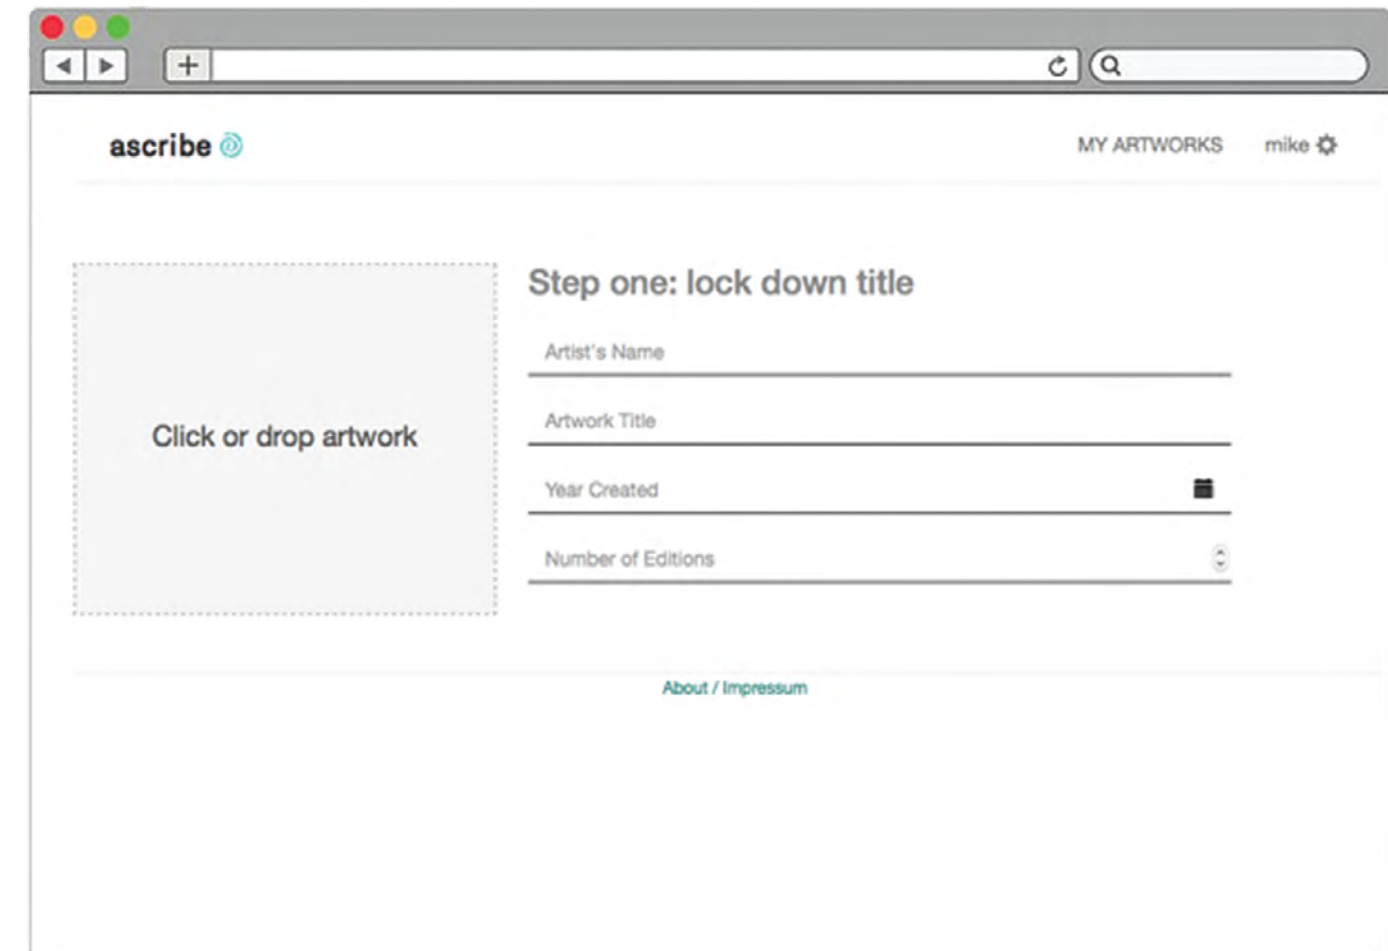 ascribe
MY ARTWORKS
mike
Step one: lock down title
Artist's Name
Artwork Title
Click or drop artwork
Year Created
Number of Editions
About / Impressum